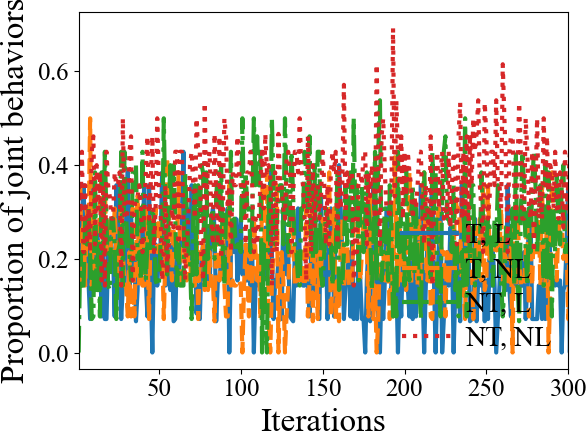 Proportion of joint behaviors
0.6
0.4
0.2
0.0
T, L
T, NL
NT, L
NT, NL
50
100
150
200
250
300
Iterations